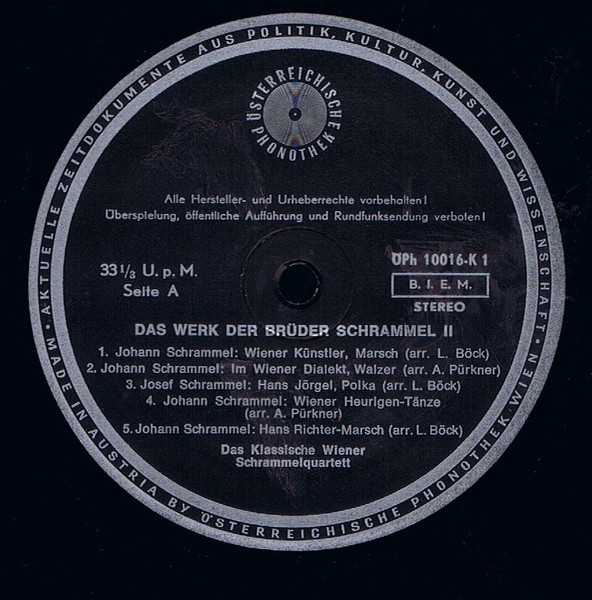 AKTUELLE ZEITDOKUMENTE AUS POLITIK, KULTUR, KUNST UND WISSENSCHAFT •
ÖSTERREICHISCHE PHONOTHEK
Alle Hersteller- und Urheberrechte vorbehalten!
Überspielung, öffentliche Aufführung und Rundfunksendung verboten!
33 1/3 U. p. M.
Seite A
ÖPh 10016-K 1
B. I. E. M.
STEREO
DAS WERK DER BRÜDER SCHRAMMEL II
1. Johann Schrammel: Wiener Künstler, Marsch (arr. L. Böck)
2. Johann Schrammel: Im Wiener Dialekt, Walzer (arr. A. Pürkner)
3. Josef Schrammel: Hans Jörgel, Polka (arr. L. Böck)
4. Johann Schrammel: Wiener Heurigen-Tänze
(arr. A. Pürkner)
5. Johann Schrammel: Hans Richter-Marsch (arr. L. Böck)
Das Klassische Wiener
Schrammelquartett
MADE IN AUSTRIA BY ÖSTERREICHISCHE PHONOTHEK WIEN •